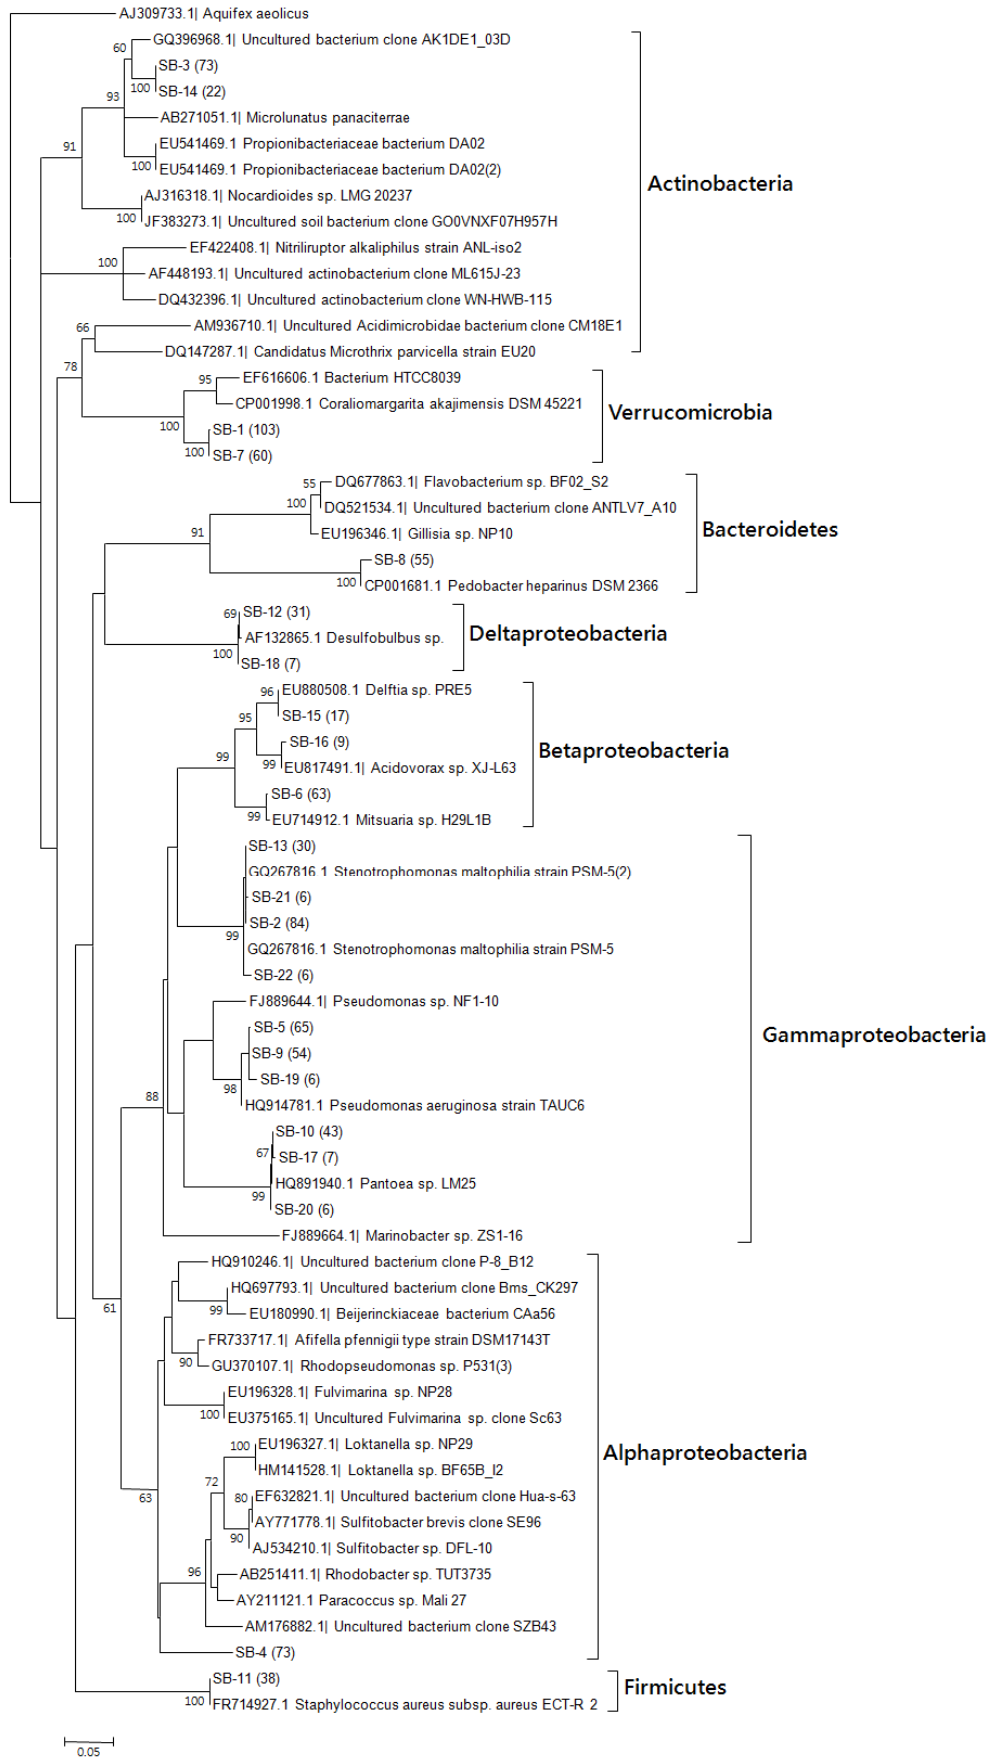 AJ309733.1| Aquifex aeolicus
GQ396968.1| Uncultured bacterium clone AK1DE1_03D
60
SB-3 (73)
100
SB-14 (22)
93
AB271051.1| Microlunatus panaciterrae
EU541469.1 Propionibacteriaceae bacterium DA02
91
100
EU541469.1 Propionibacteriaceae bacterium DA02(2)
Actinobacteria
AJ316318.1| Nocardioides sp. LMG 20237
100
JF383273.1| Uncultured soil bacterium clone GO0VNXF07H957H
EF422408.1| Nitriliruptor alkaliphilus strain ANL-iso2
100
AF448193.1| Uncultured actinobacterium clone ML615J-23
DQ432396.1| Uncultured actinobacterium clone WN-HWB-115
66
AM936710.1| Uncultured Acidimicrobidae bacterium clone CM18E1
DQ147287.1| Candidatus Microthrix parvicella strain EU20
78
95
EF616606.1 Bacterium HTCC8039
CP001998.1 Coraliomargarita akajimensis DSM 45221
Verrucomicrobia
100
SB-1 (103)
100
SB-7 (60)
55
DQ677863.1| Flavobacterium sp. BF02_S2
100
DQ521534.1| Uncultured bacterium clone ANTLV7_A10
91
EU196346.1| Gillisia sp. NP10
Bacteroidetes
SB-8 (55)
100
CP001681.1 Pedobacter heparinus DSM 2366
69
SB-12 (31)
AF132865.1 Desulfobulbus sp.
Deltaproteobacteria
100
SB-18 (7)
96
EU880508.1 Delftia sp. PRE5
95
SB-15 (17)
SB-16 (9)
Betaproteobacteria
99
99
EU817491.1| Acidovorax sp. XJ-L63
SB-6 (63)
99
EU714912.1 Mitsuaria sp. H29L1B
SB-13 (30)
GQ267816.1 Stenotrophomonas maltophilia strain PSM-5(2)
SB-21 (6)
SB-2 (84)
99
GQ267816.1 Stenotrophomonas maltophilia strain PSM-5
SB-22 (6)
FJ889644.1| Pseudomonas sp. NF1-10
SB-5 (65)
Gammaproteobacteria
SB-9 (54)
SB-19 (6)
98
88
HQ914781.1 Pseudomonas aeruginosa strain TAUC6
SB-10 (43)
67
SB-17 (7)
HQ891940.1 Pantoea sp. LM25
99
SB-20 (6)
FJ889664.1| Marinobacter sp. ZS1-16
HQ910246.1| Uncultured bacterium clone P-8_B12
HQ697793.1| Uncultured bacterium clone Bms_CK297
61
99
EU180990.1| Beijerinckiaceae bacterium CAa56
FR733717.1| Afifella pfennigii type strain DSM17143T
90
GU370107.1| Rhodopseudomonas sp. P531(3)
EU196328.1| Fulvimarina sp. NP28
100
EU375165.1| Uncultured Fulvimarina sp. clone Sc63
100
EU196327.1| Loktanella sp. NP29
Alphaproteobacteria
HM141528.1| Loktanella sp. BF65B_I2
72
80
EF632821.1| Uncultured bacterium clone Hua-s-63
63
AY771778.1| Sulfitobacter brevis clone SE96
90
AJ534210.1| Sulfitobacter sp. DFL-10
96
AB251411.1| Rhodobacter sp. TUT3735
AY211121.1 Paracoccus sp. Mali 27
AM176882.1| Uncultured bacterium clone SZB43
SB-4 (73)
SB-11 (38)
Firmicutes
100
FR714927.1 Staphylococcus aureus subsp. aureus ECT-R 2
0.05